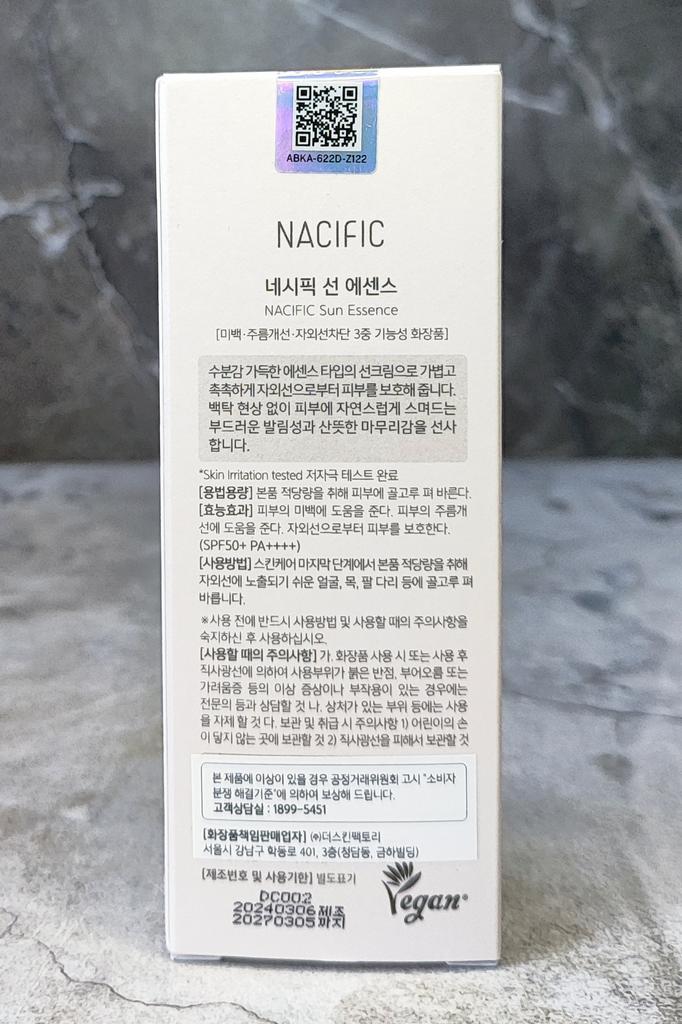 ABKA-622D-Z122
NACIFIC
네시픽 선 에센스
NACIFIC Sun Essence
[미백·주름개선·자외선차단 3중 기능성 화장품]
수분감 가득한 에센스 타입의 선크림으로 가볍고
촉촉하게 자외선으로부터 피부를 보호해 줍니다.
백탁 현상 없이 피부에 자연스럽게 스며드는
부드러운 발림성과 산뜻한 마무리감을 선사
합니다.
*Skin Irritation tested 저자극 테스트 완료
[용법용량] 본품 적당량을 취해 피부에 골고루 펴 바른다.
[효능효과] 피부의 미백에 도움을 준다. 피부의 주름개
선에 도움을 준다. 자외선으로부터 피부를 보호한다.
(SPF50+ PA++++)
[사용방법] 스킨케어 마지막 단계에서 본품 적당량을 취해
자외선에 노출되기 쉬운 얼굴, 목, 팔 다리 등에 골고루 펴
바릅니다.
※사용 전에 반드시 사용방법 및 사용할 때의 주의사항을
숙지하신 후 사용하십시오.
[사용할 때의 주의사항] 가. 화장품 사용 시 또는 사용 후
직사광선에 의하여 사용부위가 붉은 반점, 부어오름 또는
가려움증 등의 이상 증상이나 부작용이 있는 경우에는
전문의 등과 상담할 것 나. 상처가 있는 부위 등에는 사용
을 자제 할 것 다. 보관 및 취급 시 주의사항 1) 어린이의 손
이 닿지 않는 곳에 보관할 것 2) 직사광선을 피해서 보관할 것
본 제품에 이상이 있을 경우 공정거래위원회 고시 "소비자
분쟁 해결기준"에 의하여 보상해 드립니다.
고객상담실 : 1899-5451
[화장품책임판매업자] ㈜더스킨팩토리
서울시 강남구 학동로 401, 3층(청담동, 금하빌딩)
[제조번호 및 사용기한] 별도표기
DC002
20240306제조
20270305까지
Vegan